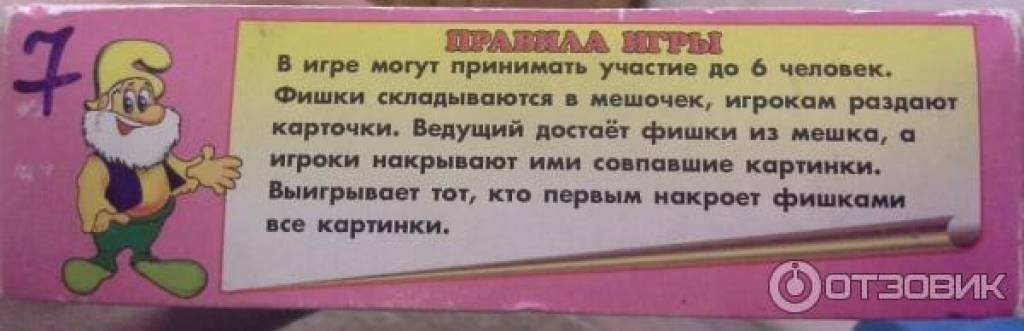 7
ПРАВИЛА ИГРЫ
В игре могут принимать участие до 6 человек.
Фишки складываются в мешочек, игрокам раздают
карточки. Ведущий достаёт фишки из мешка, а
игроки накрывают ими совпавшие картинки.
Выигрывает тот, кто первым накроет фишками
все картинки.
ОТЗОВИК